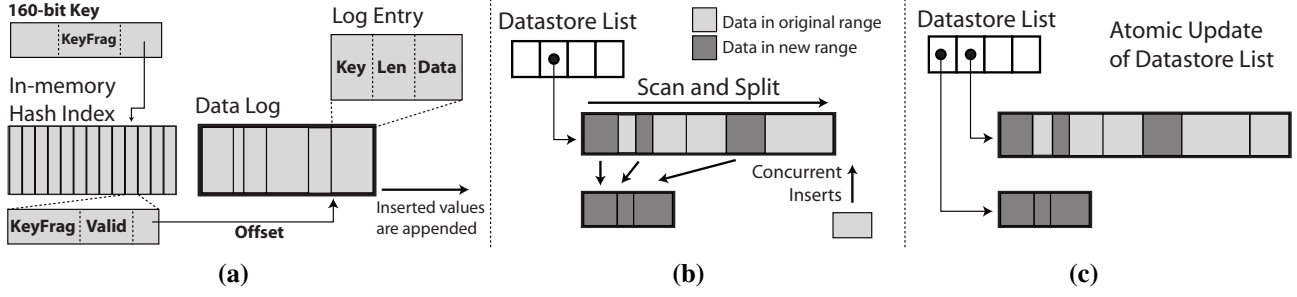 160-bit Key
KeyFrag
In-memory
Hash Index
KeyFrag Valid
Log Entry
Key Len Data
Data Log
Offset
Inserted values
are appended
(a)
Datastore List
Data in original range
Data in new range
Scan and Split
Concurrent
Inserts
(b)
Datastore List
Atomic Update
of Datastore List
(c)